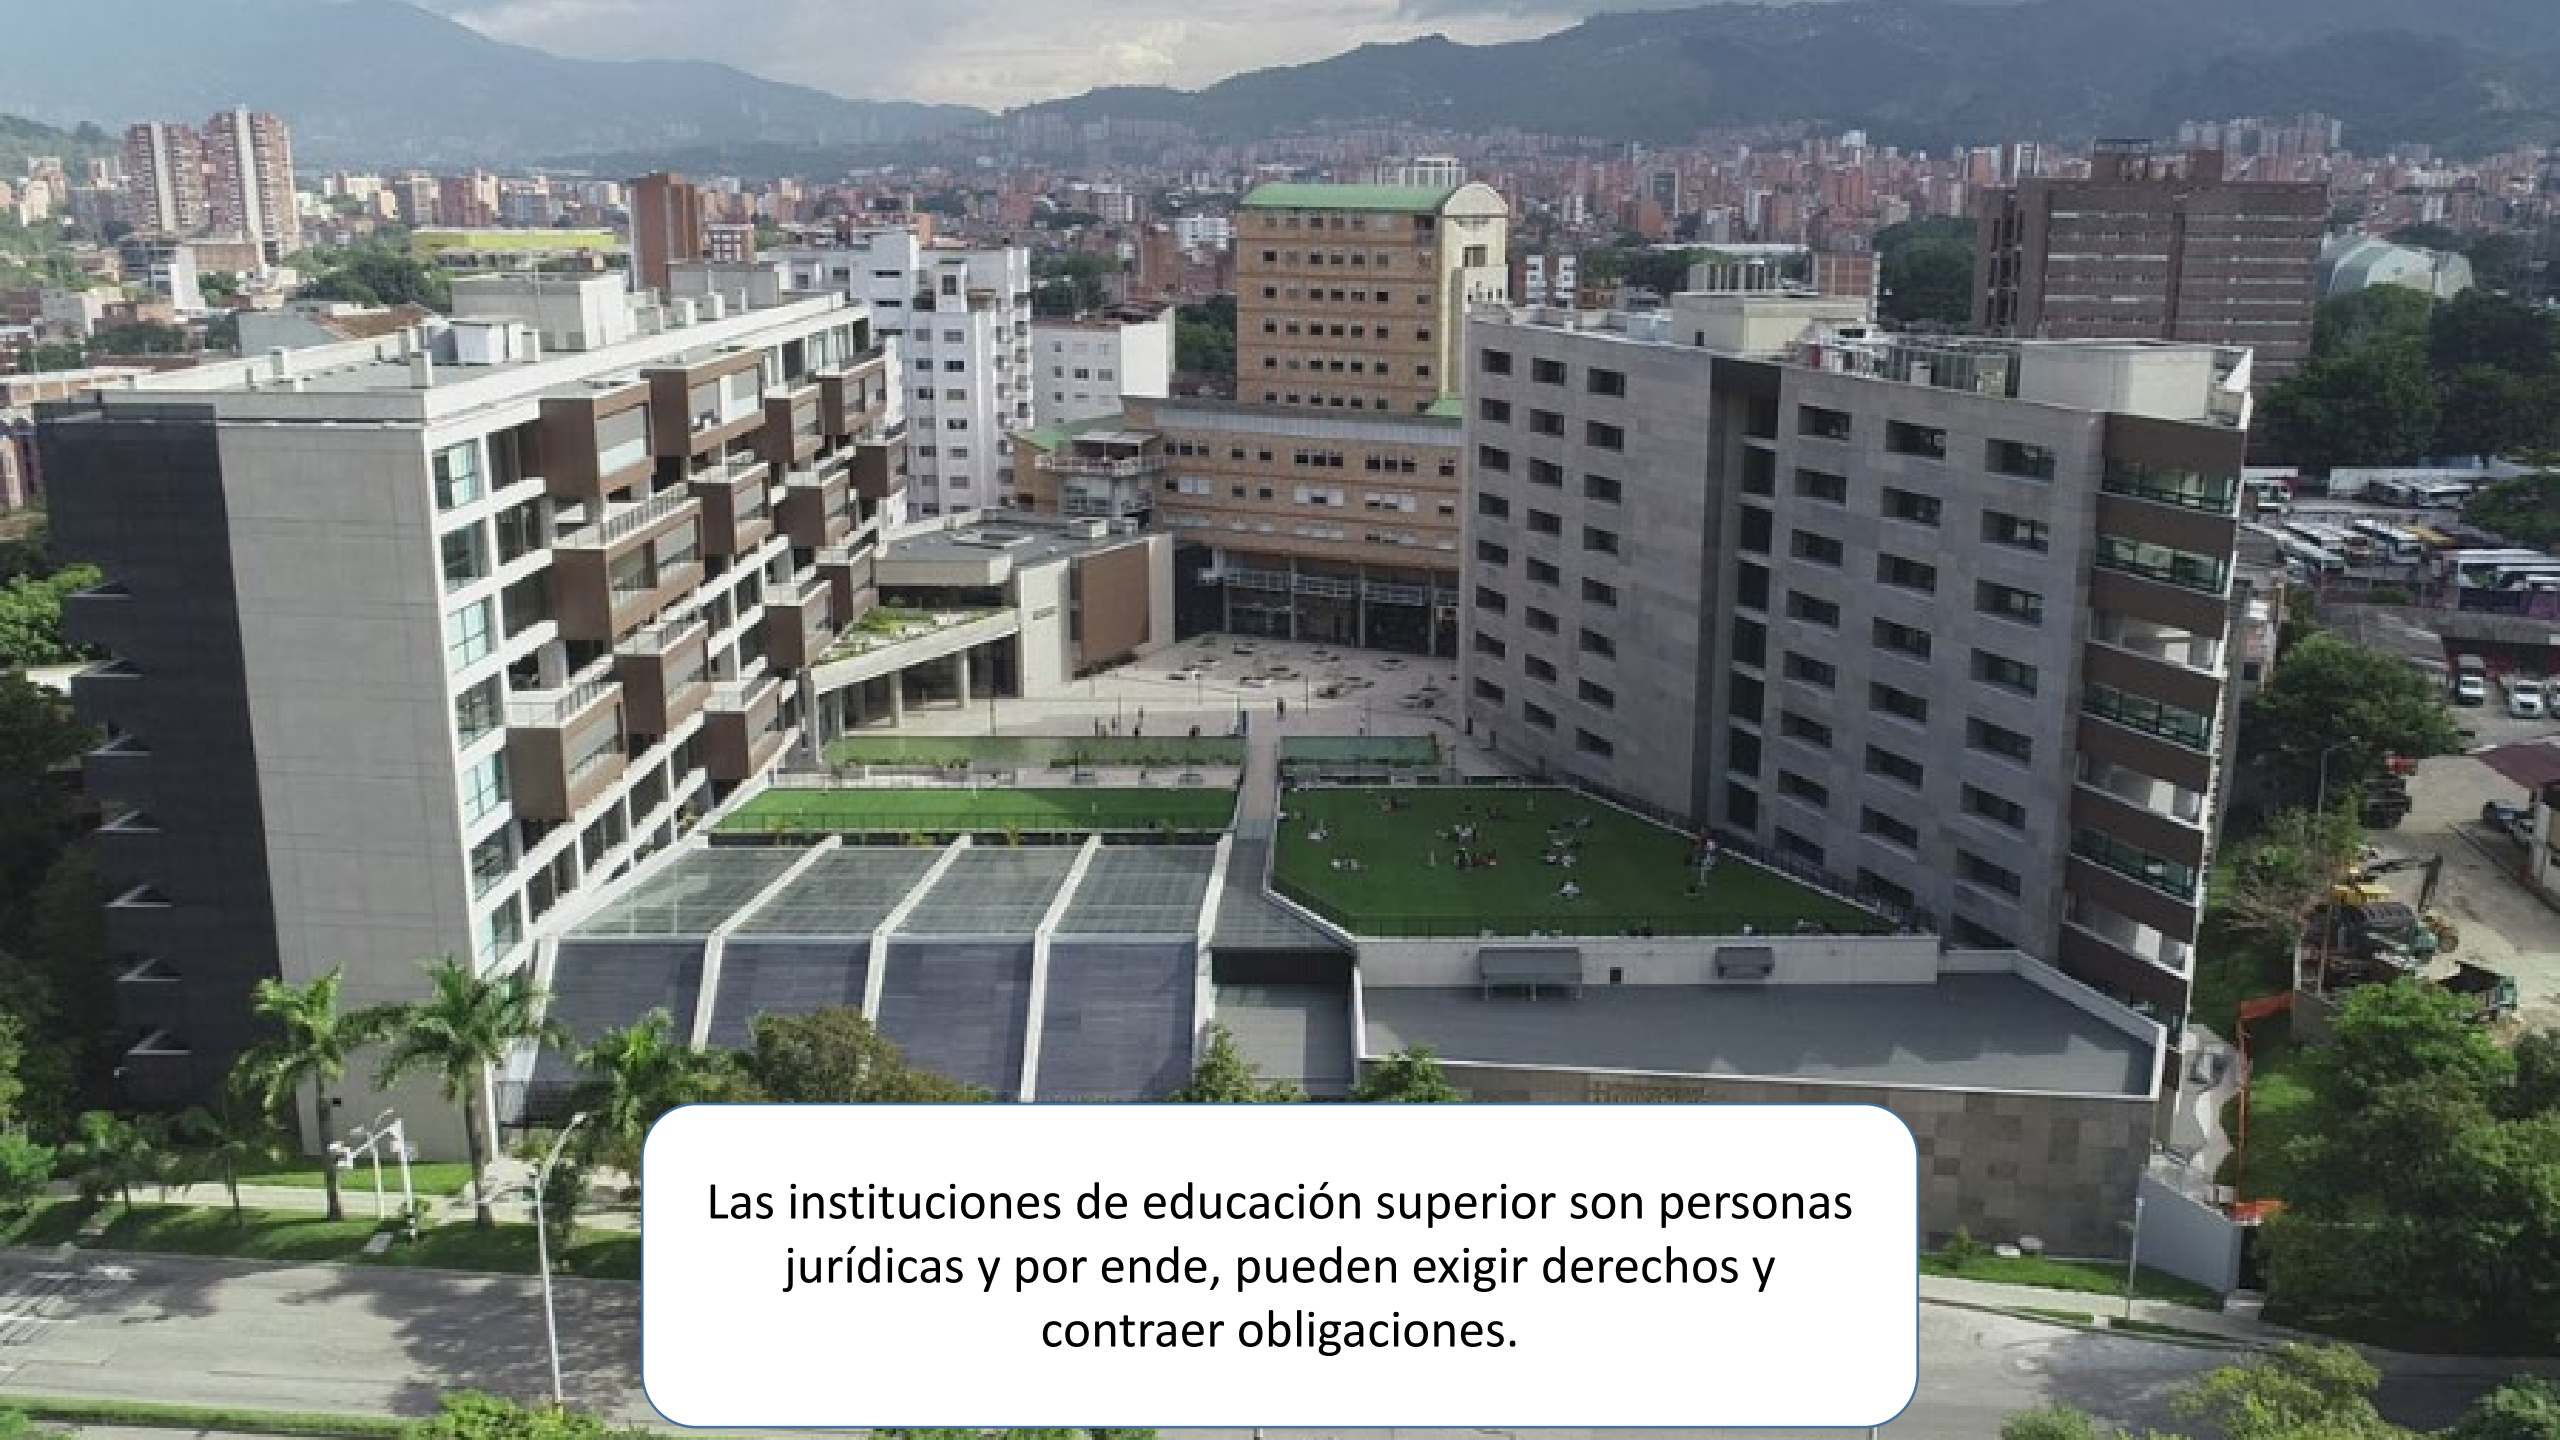 Las instituciones de educación superior son personas
jurídicas y por ende, pueden exigir derechos y
contraer obligaciones.